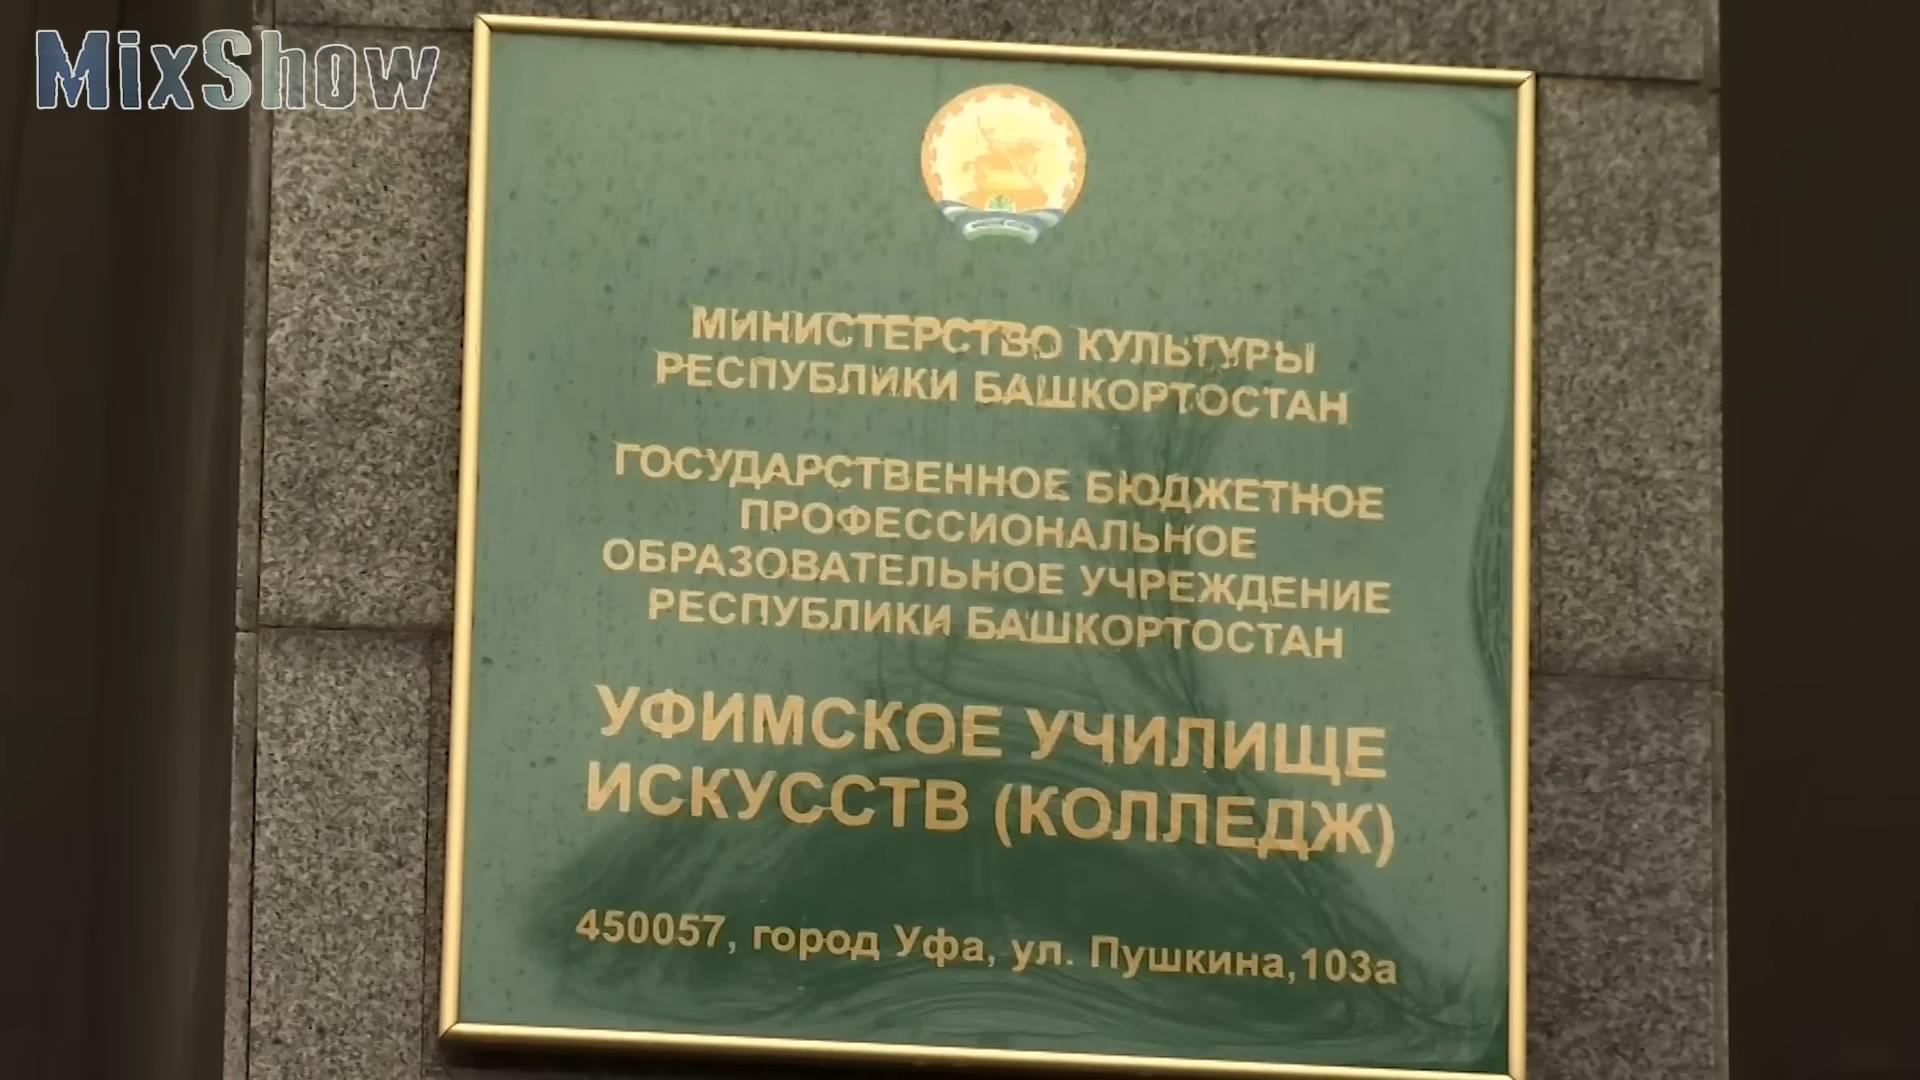 MixShow
МИНИСТЕРСТВО КУЛЬТУРЫ
РЕСПУБЛИКИ БАШКОРТОСТАН
ГОСУДАРСТВЕННОЕ БЮДЖЕТНОЕ
ПРОФЕССИОНАЛЬНОЕ
ОБРАЗОВАТЕЛЬНОЕ УЧРЕЖДЕНИЕ
РЕСПУБЛИКИ БАШКОРТОСТАН
УФИМСКОЕ УЧИЛИЩЕ
ИСКУССТВ (КОЛЛЕДЖ)
450057, город Уфа, ул. Пушкина,103а